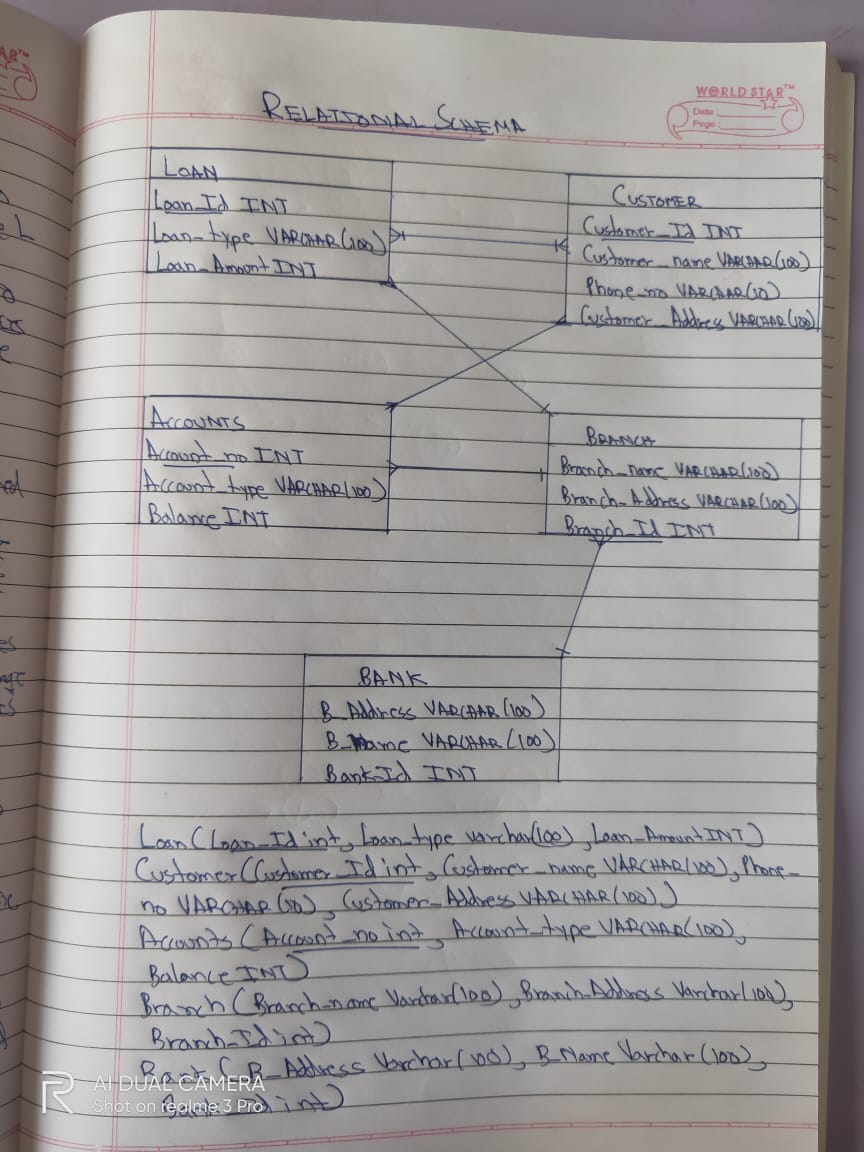 WORLD STAR™
Date:
Page:
RELATIONAL SCHEMA
LOAN
Loan_Id INT
Loan_type VARCHAR(100)
Loan_Amount INT
CUSTOMER
Customer_Id INT
Customer_name VARCHAR(100)
Phone_no VARCHAR(10)
Customer_Address VARCHAR(100)
ACCOUNTS
Account_no INT
Account_type VARCHAR(100)
Balance INT
BRANCH
Branch_name VARCHAR(100)
Branch_Address VARCHAR(100)
Branch_Id INT
BANK
B_Address VARCHAR(100)
B_Name VARCHAR(100)
Bank_Id INT
Loan(Loan_Id int, Loan_type varchar(100), Loan_Amount INT)
Customer(Customer_Id int, Customer_name VARCHAR(100), Phone_
no VARCHAR(10), Customer_Address VARCHAR(100))
Accounts(Account_no int, Account_type VARCHAR(100),
Balance INT)
Branch(Branch_name Varchar(100), Branch_Address Varchar(100),
Branch_Id int)
Bank(B_Address Varchar(100), B_Name Varchar(100),
Bank_Id int)
AI DUAL CAMERA
Shot on realme 3 Pro